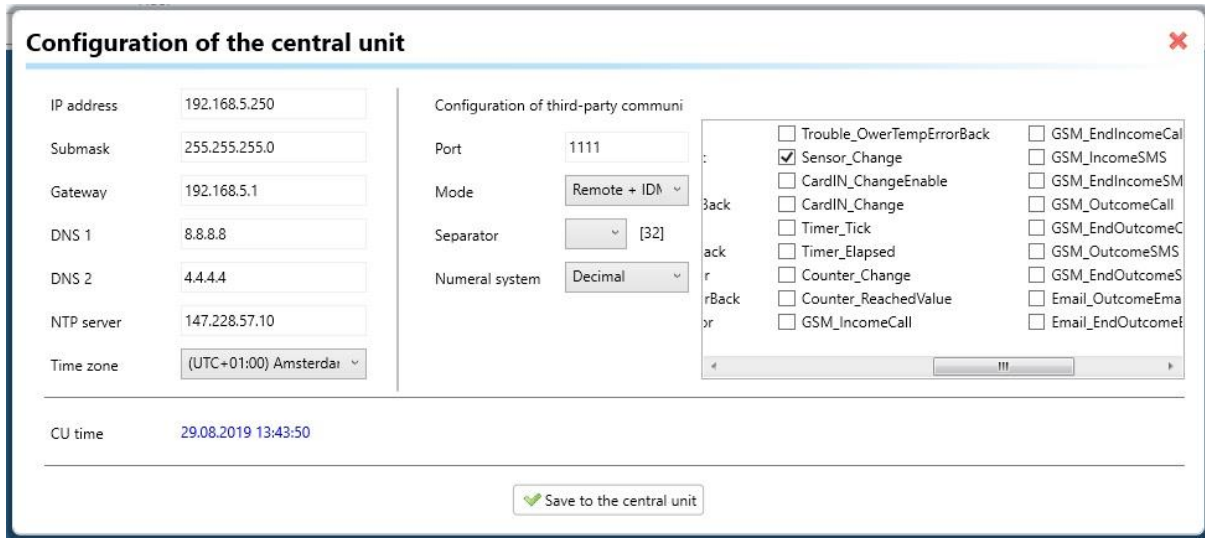 Configuration of the central unit
IP address 192.168.5.250
Submask 255.255.255.0
Gateway 192.168.5.1
DNS 1 8.8.8.8
DNS 2 4.4.4.4
NTP server 147.228.57.10
Time zone (UTC+01:00) Amsterdar
Configuration of third-party communi
Port 1111
Mode Remote + IDM
Separator [32]
Numeral system Decimal
Back
ack
r
rBack
or
Trouble_OwerTempErrorBack
Sensor_Change
CardIN_ChangeEnable
CardIN_Change
Timer_Tick
Timer_Elapsed
Counter_Change
Counter_ReachedValue
GSM_IncomeCall
GSM_EndIncomeCal
GSM_IncomeSMS
GSM_EndIncomeSM
GSM_OutcomeCall
GSM_EndOutcomeC
GSM_OutcomeSMS
GSM_EndOutcomeS
Email_OutcomeEma
Email_EndOutcomeE
CU time 29.08.2019 13:43:50
Save to the central unit